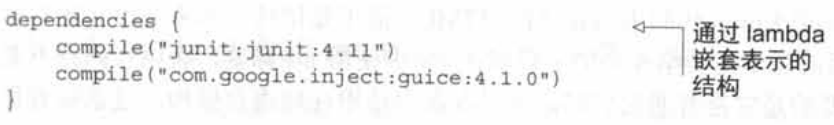 dependencies {
    compile("junit:junit:4.11")
    compile("com.google.inject:guice:4.1.0")
}
通过 lambda
嵌套表示的
结构